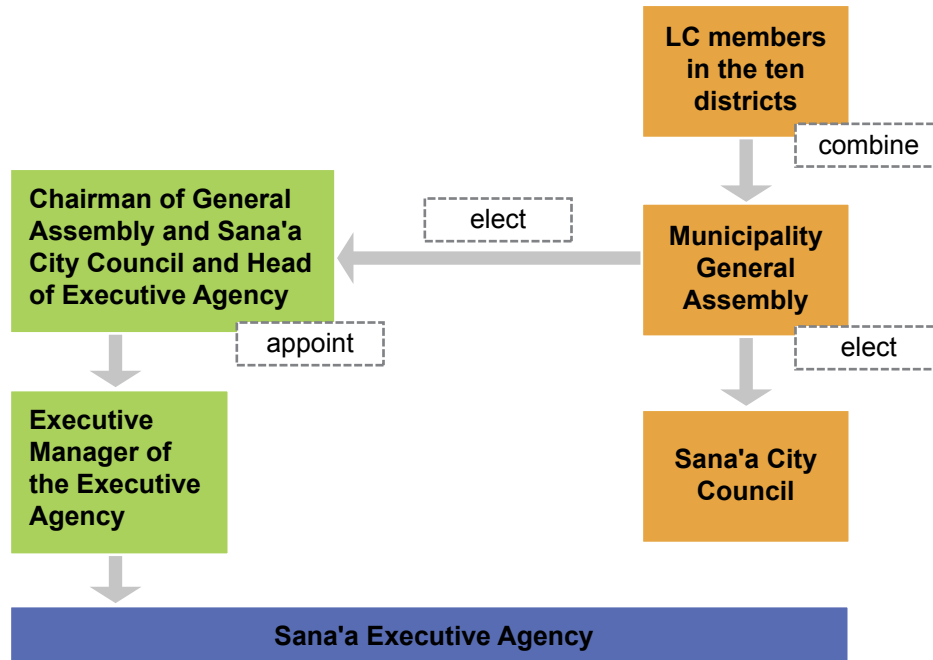 LC members
in the ten
districts
combine
Chairman of General
Assembly and Sana'a
City Council and Head
of Executive Agency
elect
Municipality
General
Assembly
appoint
elect
Executive
Manager of
the Executive
Agency
Sana'a City
Council
Sana'a Executive Agency